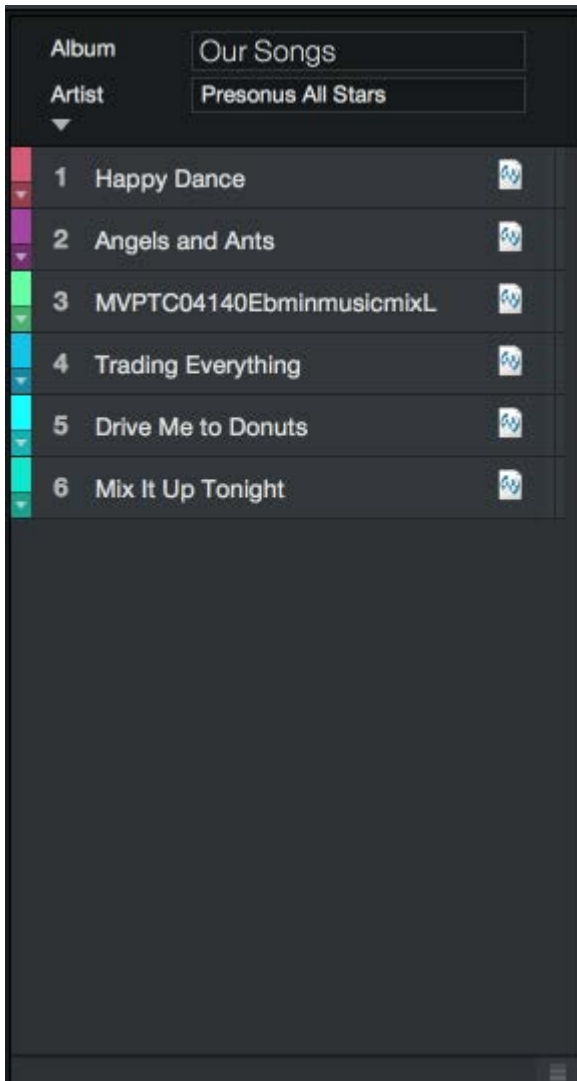 Album Our Songs
Artist Presonus All Stars
1 Happy Dance
2 Angels and Ants
3 MVPTC04140EbminmusicmixL
4 Trading Everything
5 Drive Me to Donuts
6 Mix It Up Tonight